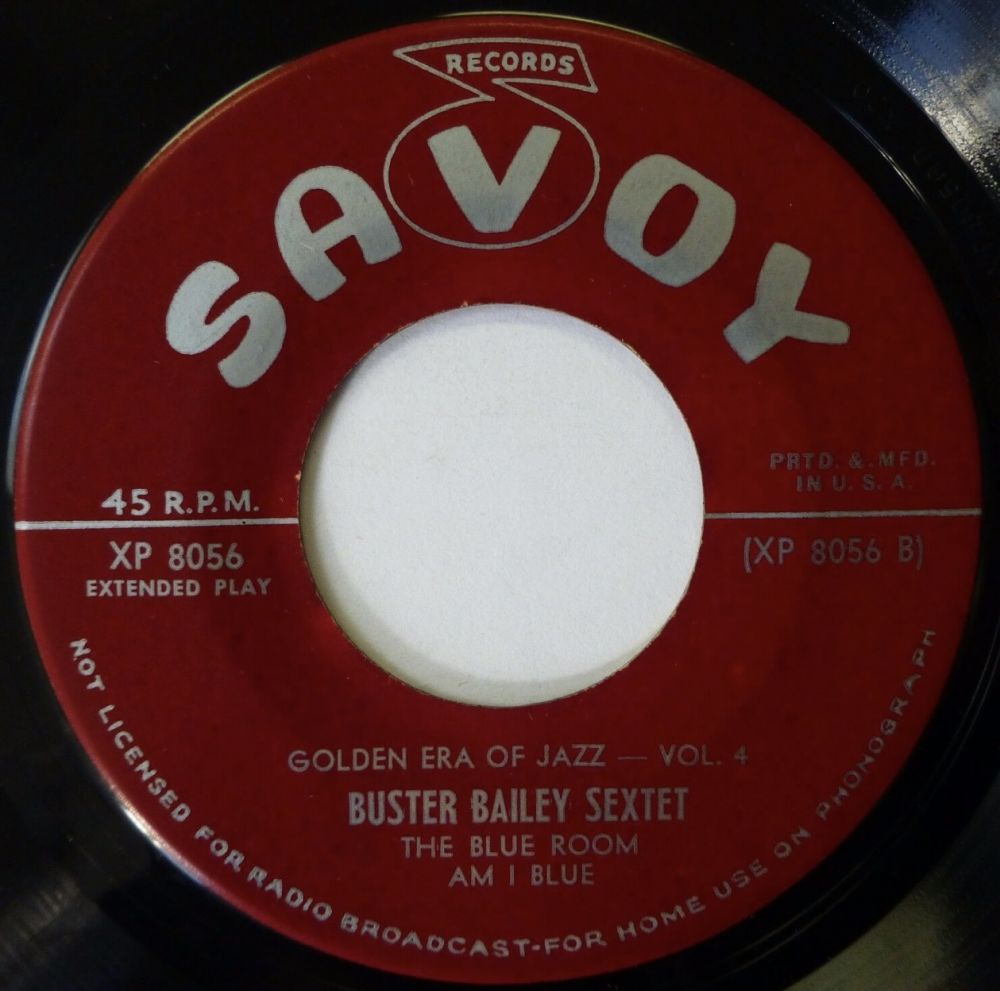 RECORDS
SAVOY
PRTD. & MFD.
IN U. S. A.
45 R.P.M.
XP 8056
EXTENDED PLAY
(XP 8056 B)
GOLDEN ERA OF JAZZ — VOL. 4
BUSTER BAILEY SEXTET
THE BLUE ROOM
AM I BLUE
NOT LICENSED FOR RADIO BROADCAST-FOR HOME USE ON PHONOGRAPH